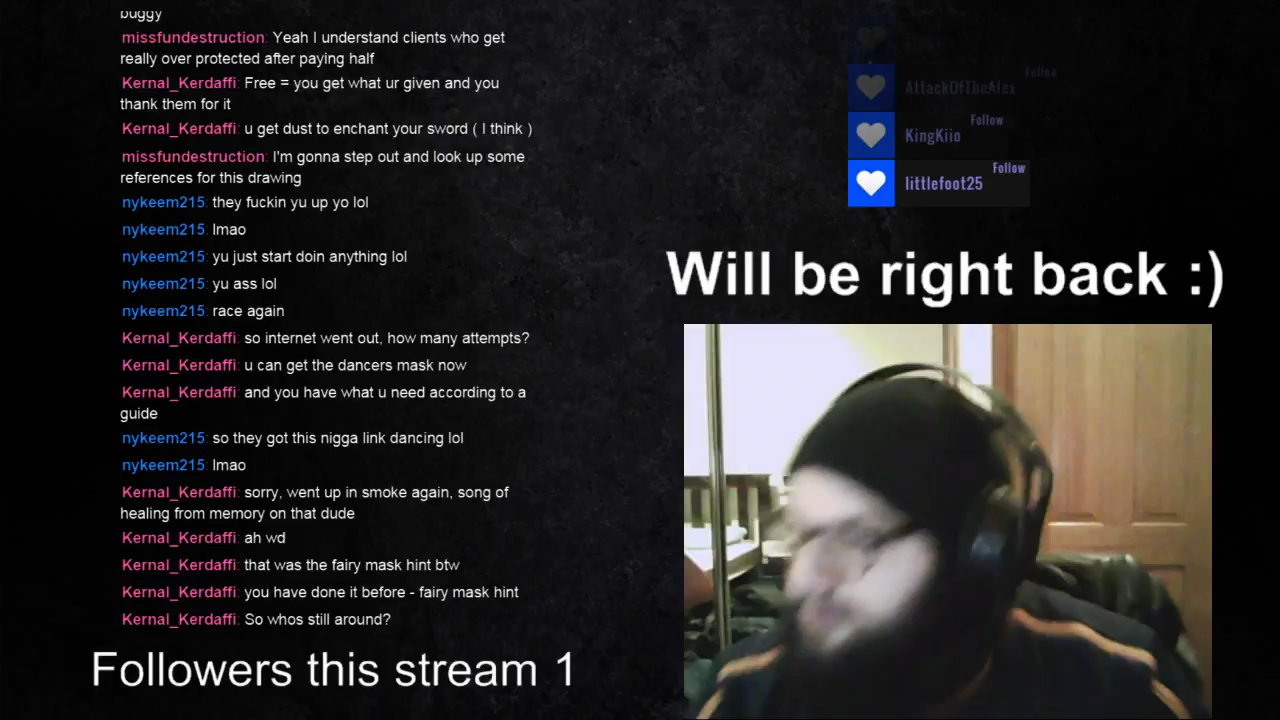 buggy
missfundestruction: Yeah I understand clients who get
really over protected after paying half
Kernal_Kerdaffi: Free = you get what ur given and you
thank them for it
Kernal_Kerdaffi: u get dust to enchant your sword ( I think )
missfundestruction: I'm gonna step out and look up some
references for this drawing
nykeem215: they fuckin yu up yo lol
nykeem215: lmao
nykeem215: yu just start doin anything lol
nykeem215: yu ass lol
nykeem215: race again
Kernal_Kerdaffi: so internet went out, how many attempts?
Kernal_Kerdaffi: u can get the dancers mask now
Kernal_Kerdaffi: and you have what u need according to a
guide
nykeem215: so they got this nigga link dancing lol
nykeem215: lmao
Kernal_Kerdaffi: sorry, went up in smoke again, song of
healing from memory on that dude
Kernal_Kerdaffi: ah wd
Kernal_Kerdaffi: that was the fairy mask hint btw
Kernal_Kerdaffi: you have done it before - fairy mask hint
Kernal_Kerdaffi: So whos still around?
Followers this stream 1
Follow
AttackOfTheAlex
Follow
KingKiio
Follow
littlefoot25
Will be right back :)